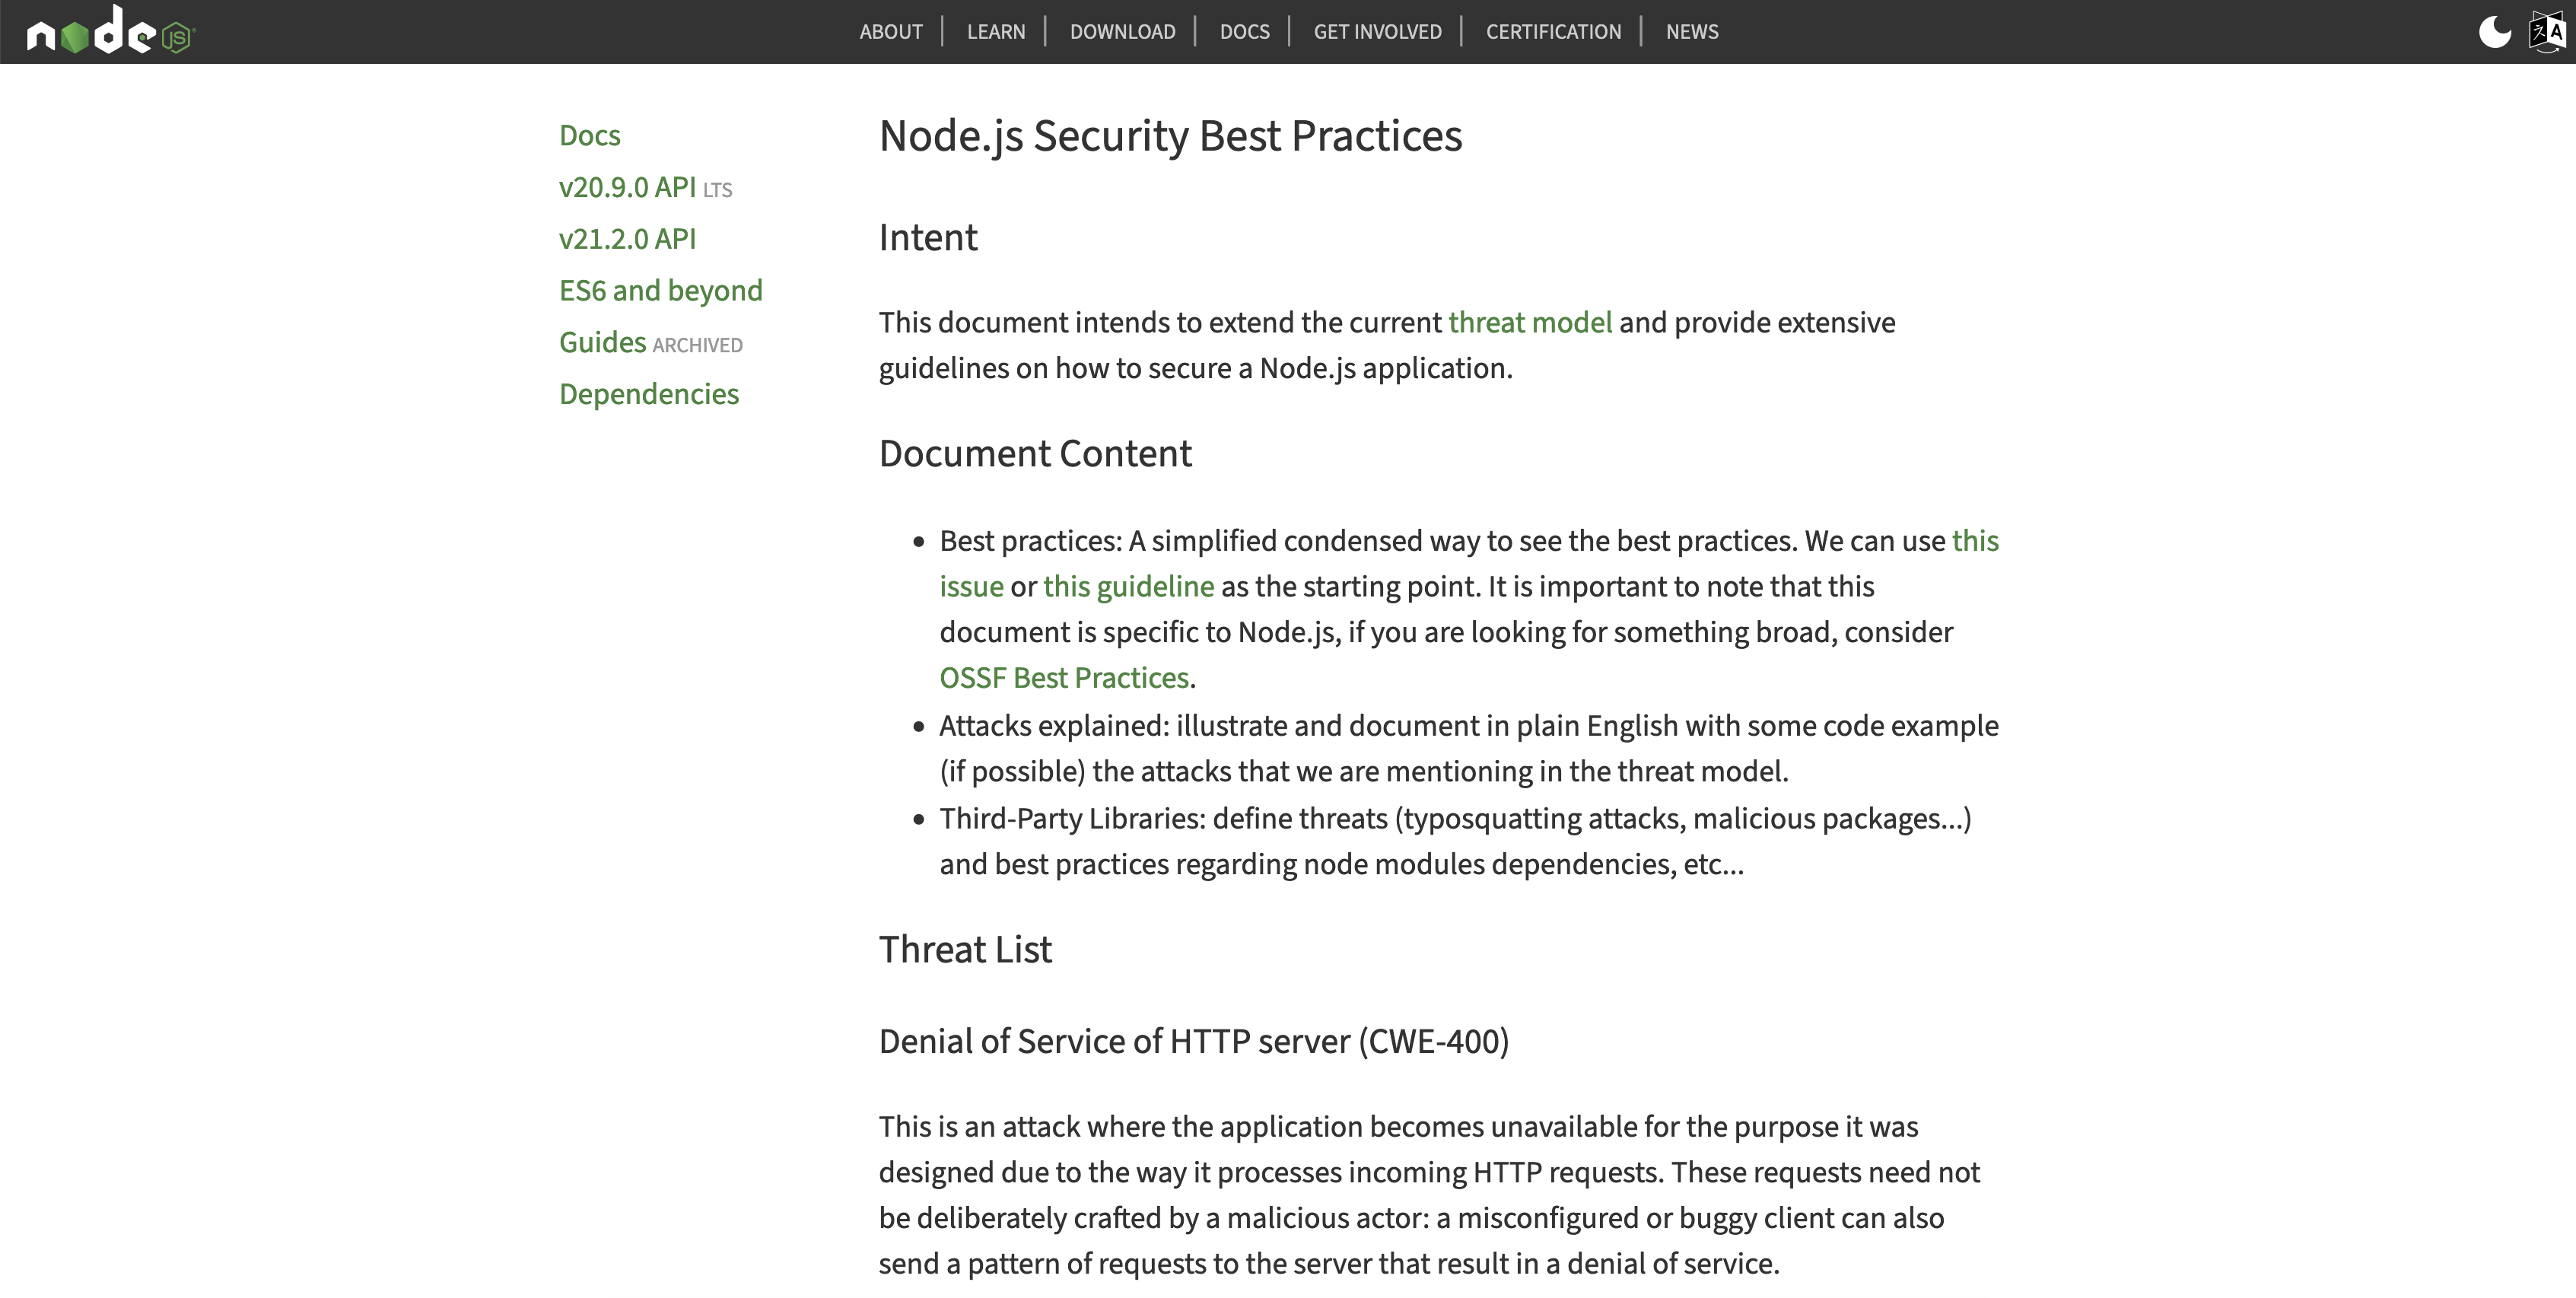 node JS
ABOUT | LEARN | DOWNLOAD | DOCS | GET INVOLVED | CERTIFICATION | NEWS
A
Docs
v20.9.0 API LTS
v21.2.0 API
ES6 and beyond
Guides ARCHIVED
Dependencies
Node.js Security Best Practices
Intent
This document intends to extend the current threat model and provide extensive
guidelines on how to secure a Node.js application.
Document Content
• Best practices: A simplified condensed way to see the best practices. We can use this
issue or this guideline as the starting point. It is important to note that this
document is specific to Node.js, if you are looking for something broad, consider
OSSF Best Practices.
• Attacks explained: illustrate and document in plain English with some code example
(if possible) the attacks that we are mentioning in the threat model.
• Third-Party Libraries: define threats (typosquatting attacks, malicious packages...)
and best practices regarding node modules dependencies, etc...
Threat List
Denial of Service of HTTP server (CWE-400)
This is an attack where the application becomes unavailable for the purpose it was
designed due to the way it processes incoming HTTP requests. These requests need not
be deliberately crafted by a malicious actor: a misconfigured or buggy client can also
send a pattern of requests to the server that result in a denial of service.